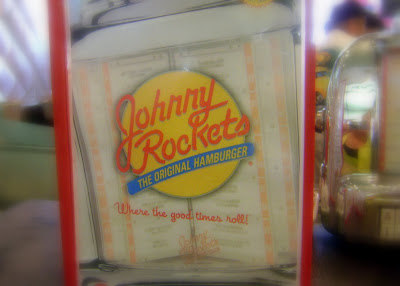 Johnny
Rockets
THE ORIGINAL HAMBURGER
Where the good times roll!